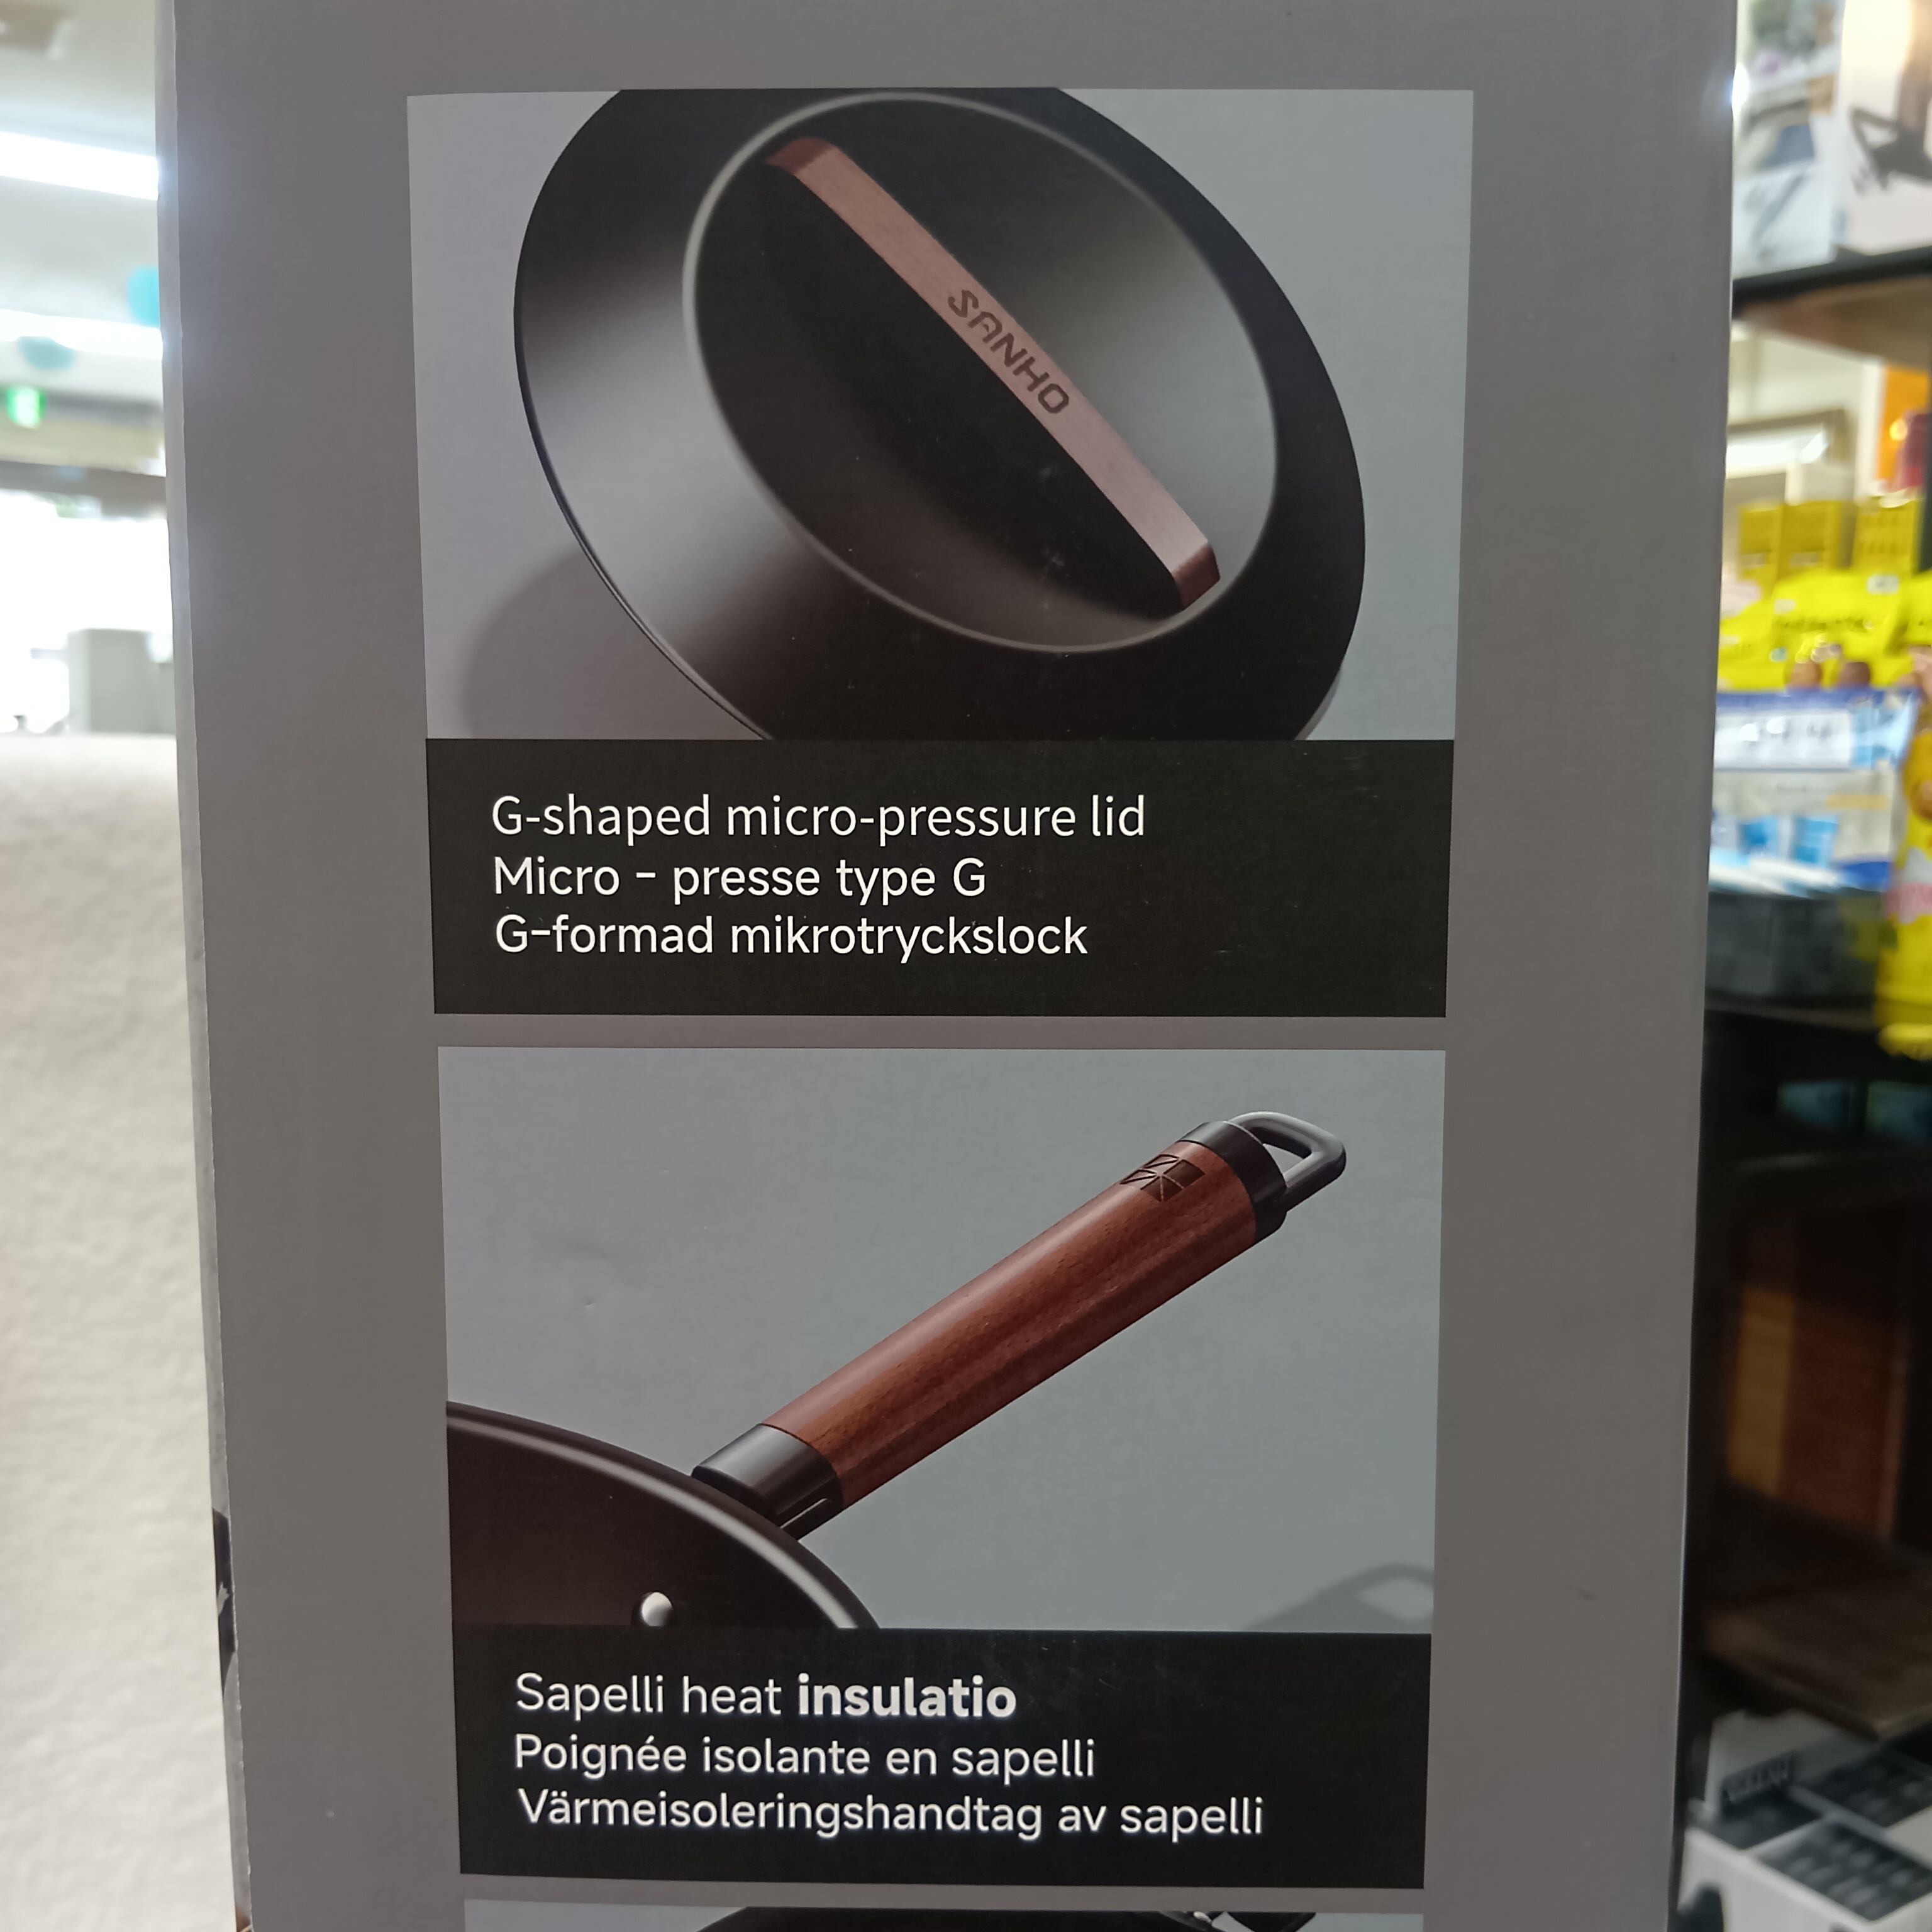 SANHO
G-shaped micro-pressure lid
Micro - presse type G
G-formad mikrotryckslock
Sapelli heat insulatio
Poignée isolante en sapelli
Värmeisoleringshandtag av sapelli